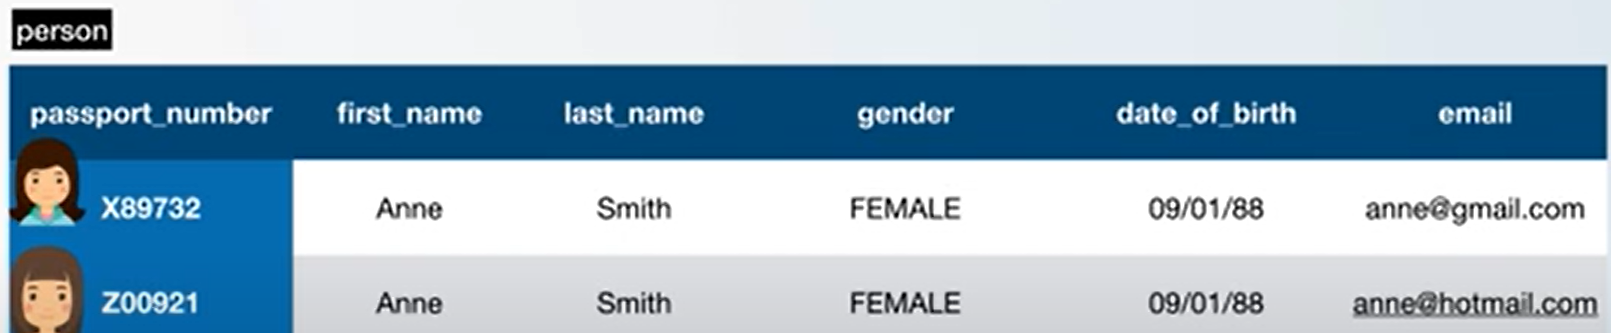 person
passport_number first_name last_name gender date_of_birth email
X89732 Anne Smith FEMALE 09/01/88 anne@gmail.com
Z00921 Anne Smith FEMALE 09/01/88 anne@hotmail.com